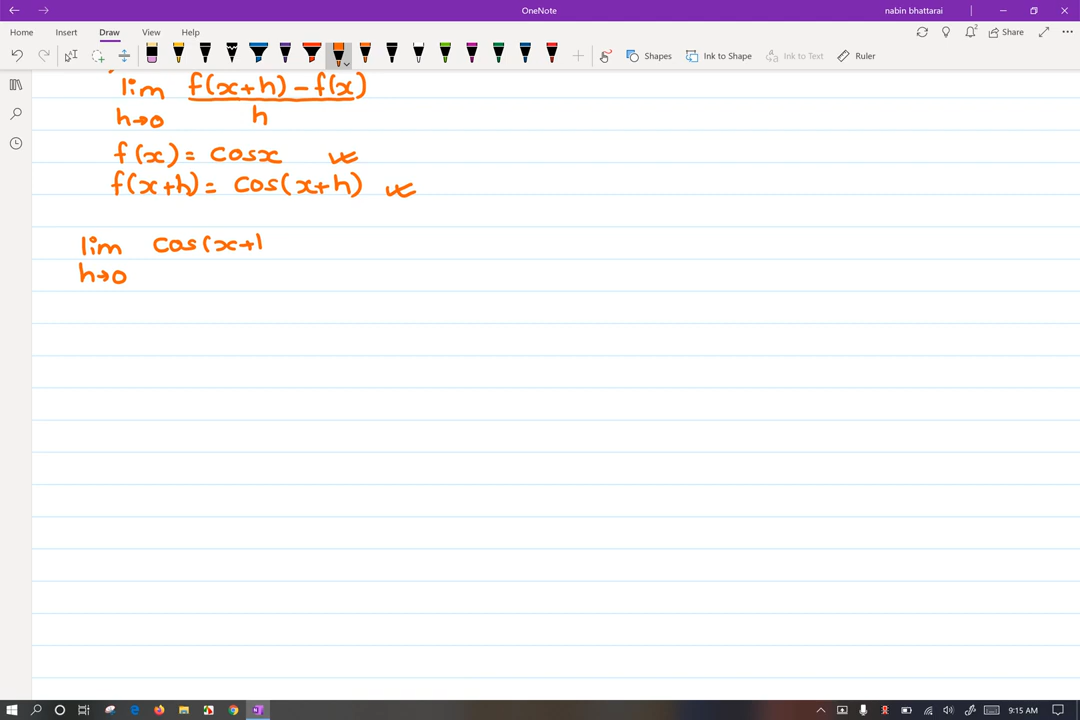 OneNote
nabin bhattarai
Home Insert Draw View Help
Share
Shapes
Ink to Shape
Ink to Text
Ruler
lim f(x+h) - f(x)
h→0 h
f(x) = cosx
f(x+h) = cos(x+h)
lim cos(x+l
h→0
9:15 AM